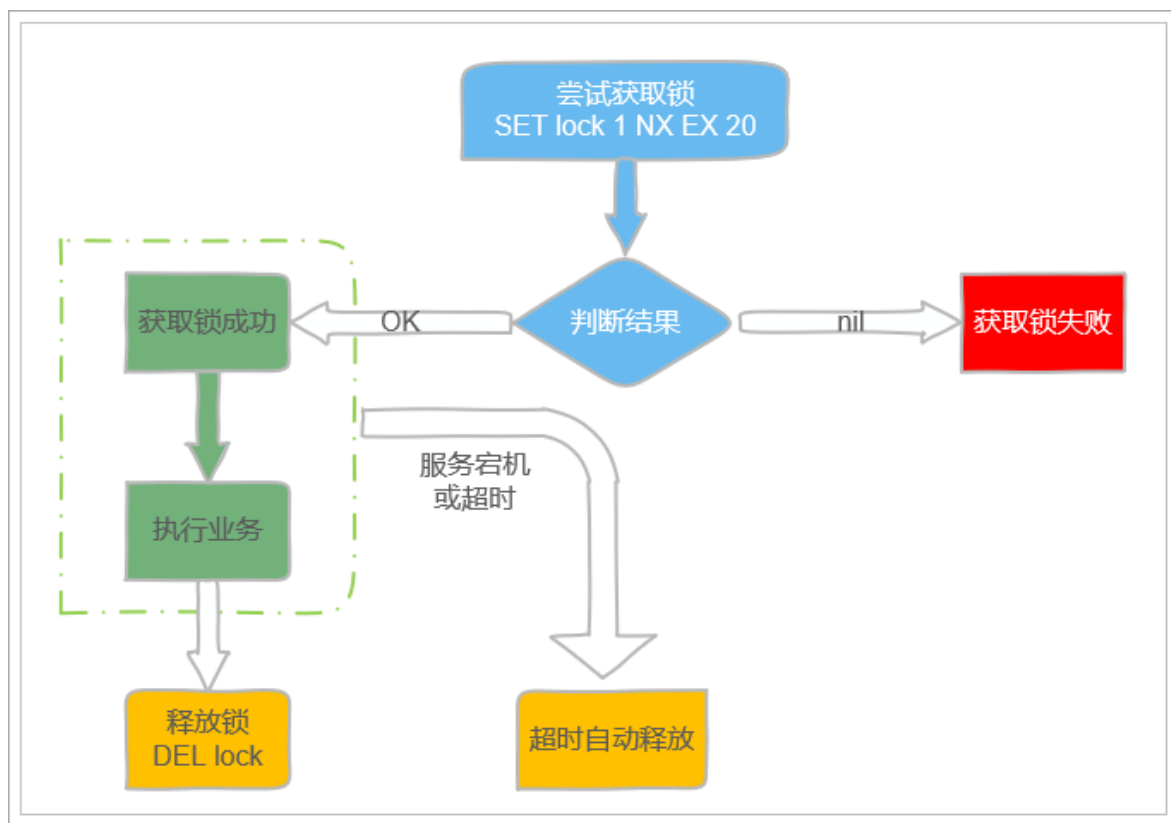 尝试获取锁
SET lock 1 NX EX 20
获取锁成功
OK
判断结果
nil
获取锁失败
服务宕机
或超时
执行业务
释放锁
DEL lock
超时自动释放